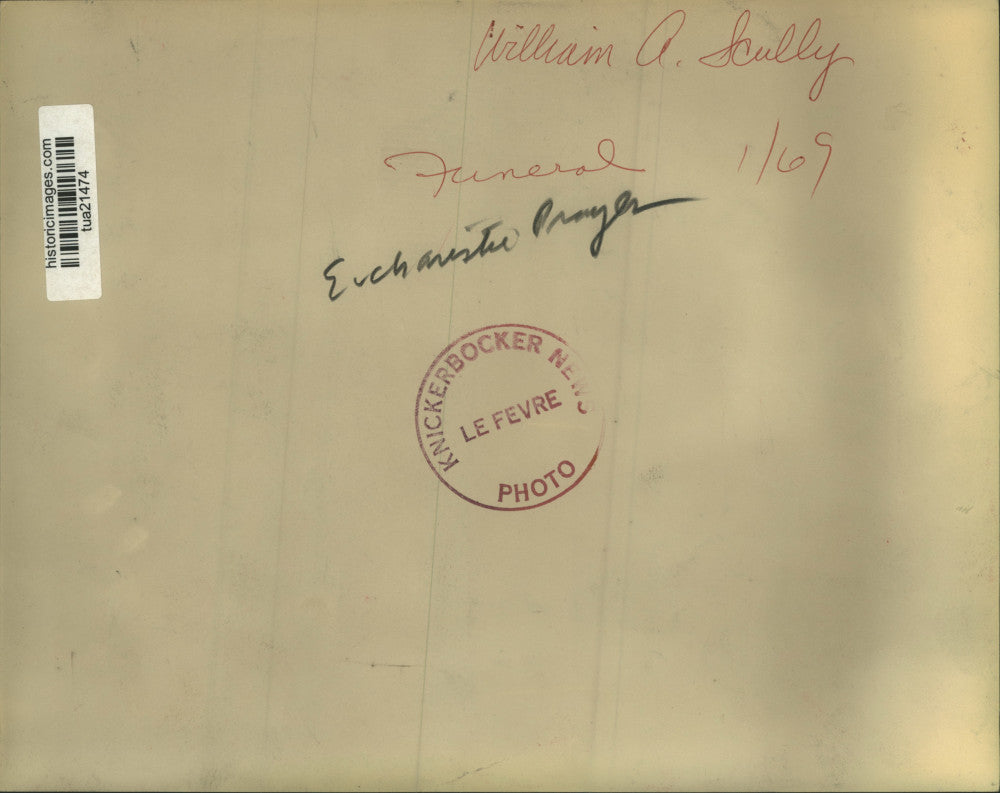 William A. Scully
Funeral 1/69
Eucharistic Prayer
KNICKERBOCKER NEWS
LE FEVRE
PHOTO
historicimages.com
tua21474